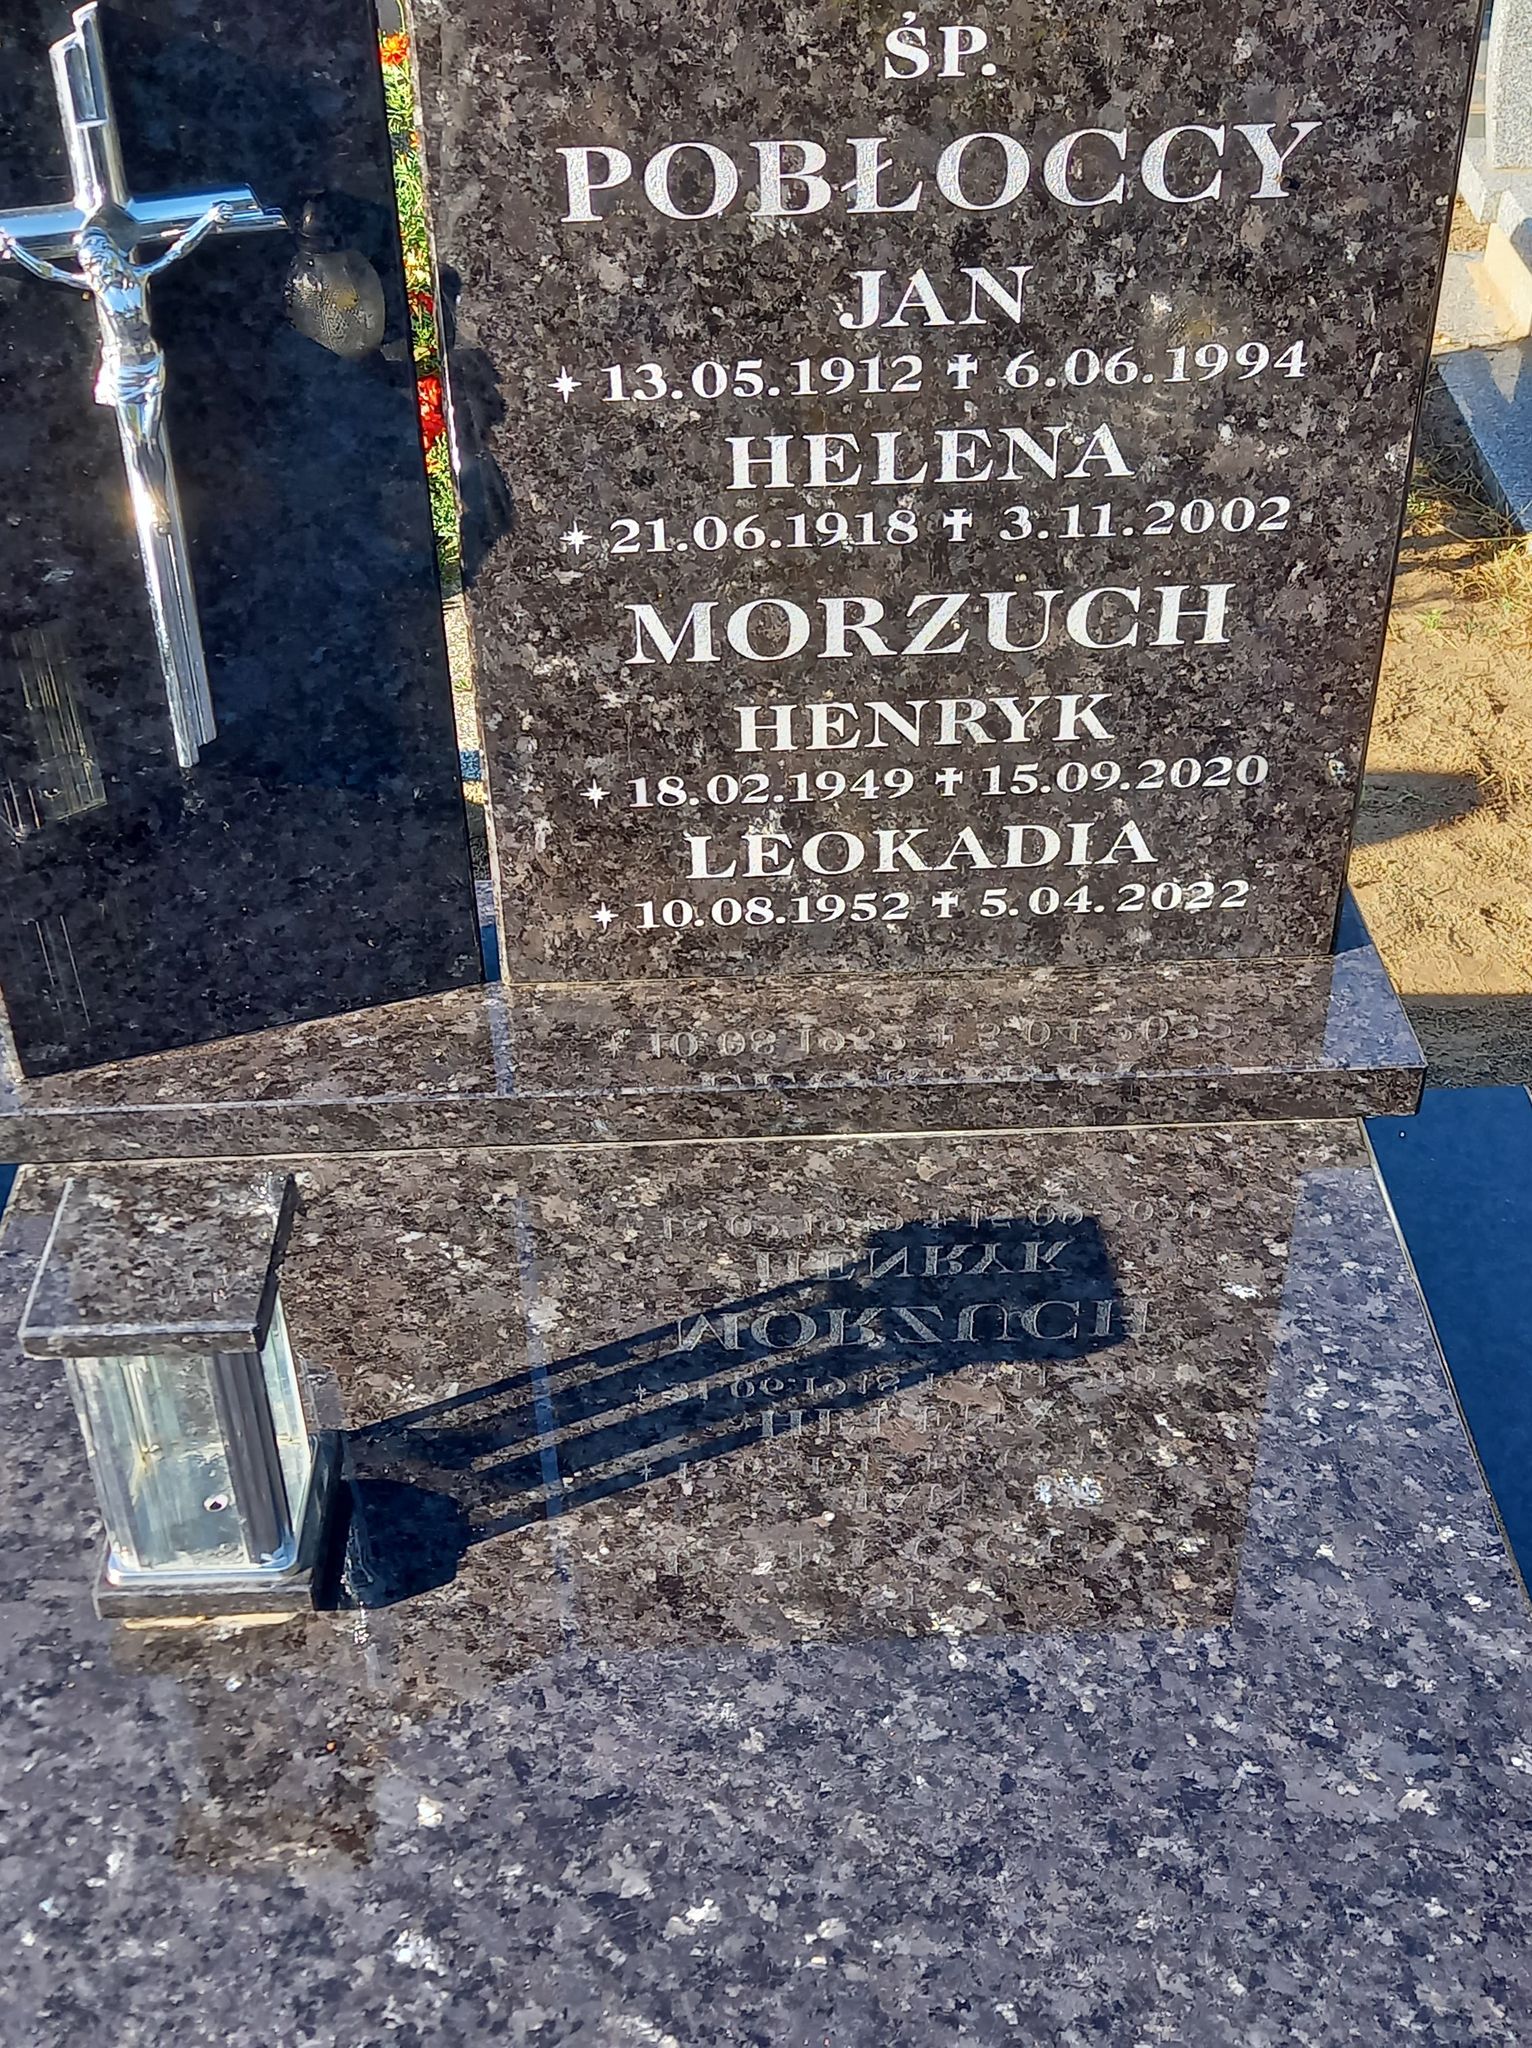 ŚP.
POBŁOCCY
JAN
* 13.05.1912 ✝ 6.06.1994
HELENA
* 21.06.1918 ✝ 3.11.2002
MORZUCH
HENRYK
* 18.02.1949 ✝ 15.09.2020
LEOKADIA
* 10.08.1952 ✝ 5.04.2022